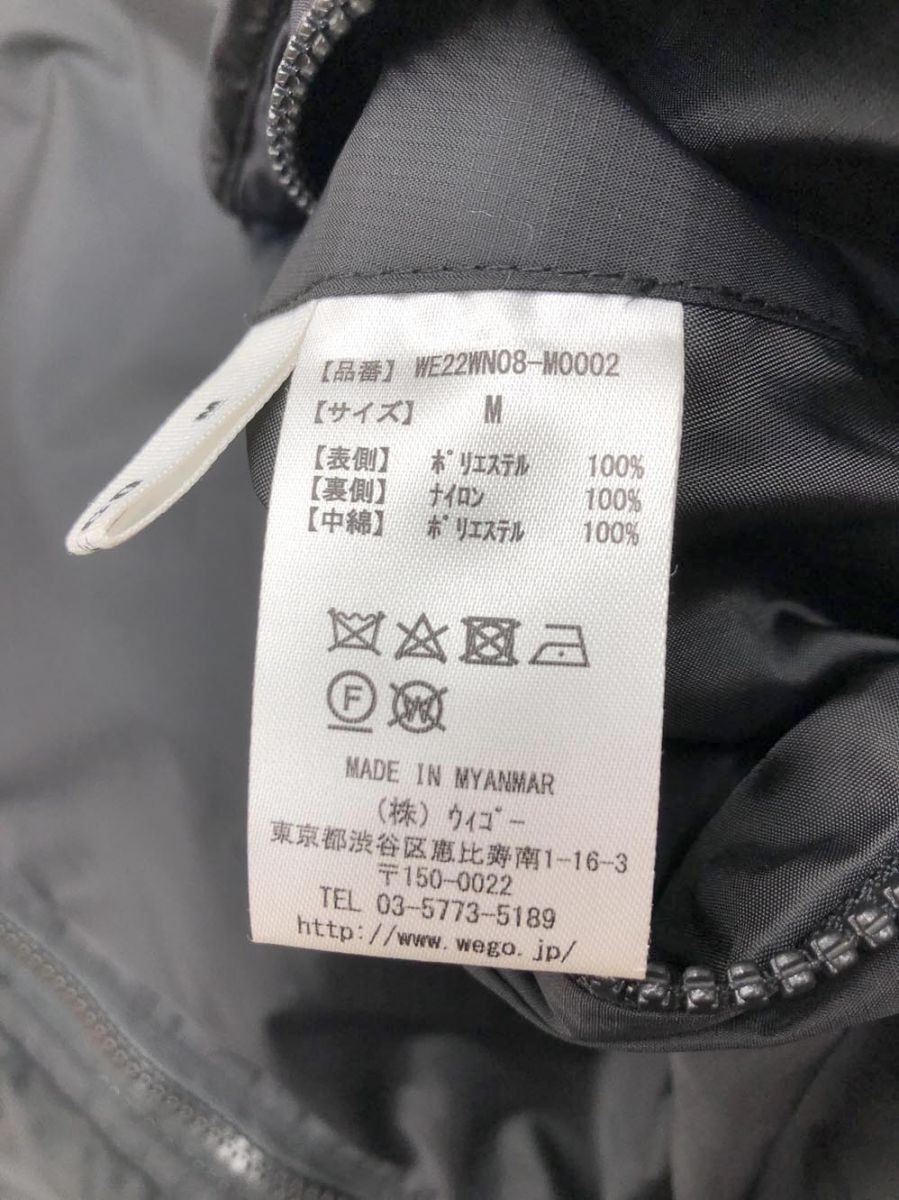 【品番】 WE22WN08-M0002
【サイズ】 M
【表側】 ポリエステル 100%
【裏側】 ナイロン 100%
【中綿】 ポリエステル 100%
F W
MADE IN MYANMAR
(株) ウィゴー
東京都渋谷区恵比寿南1-16-3
〒150-0022
TEL 03-5773-5189
http://www.wego.jp/